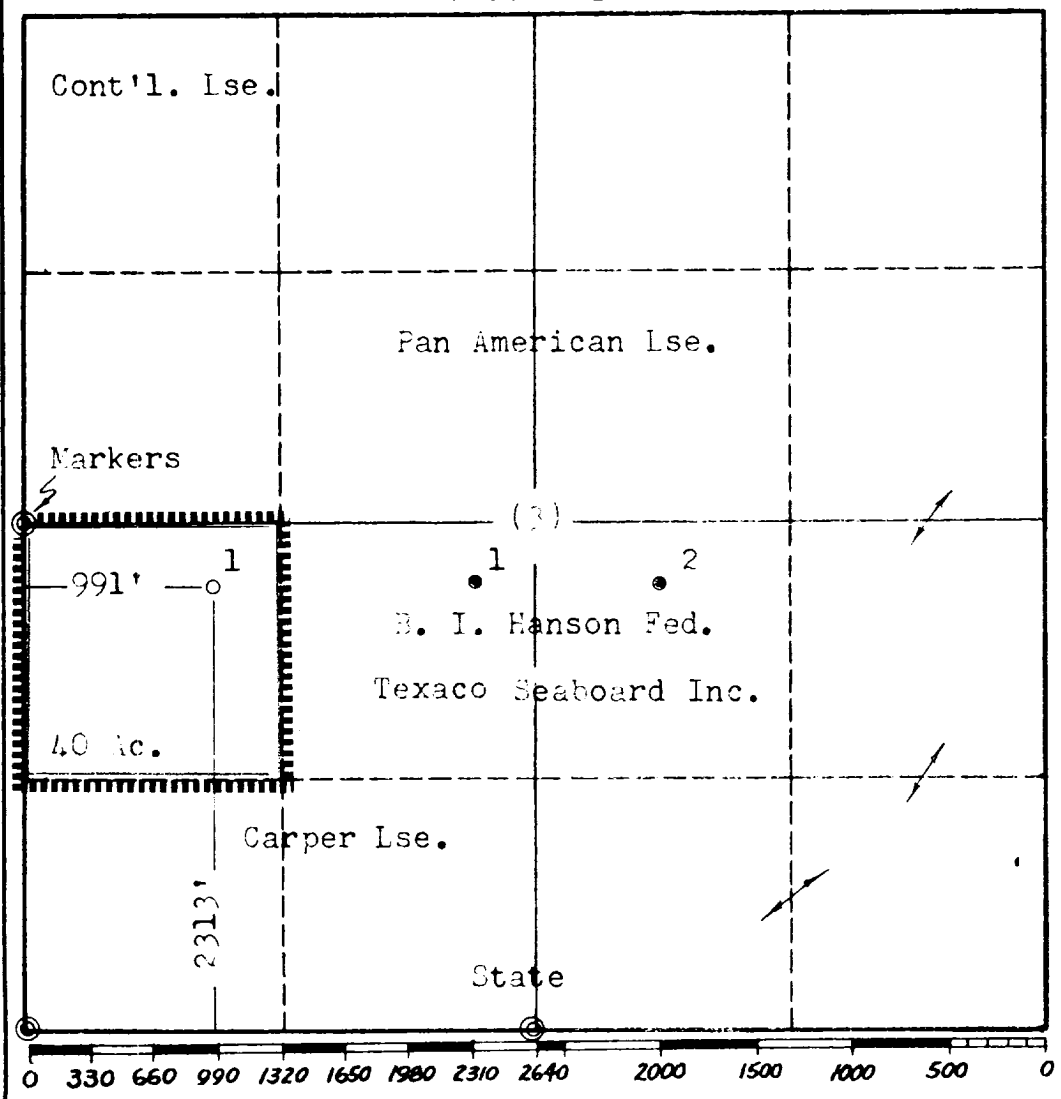 Cont'l. Lse.
Pan American Lse.
Markers
(3)
1
991'
1
2
B. I. Hanson Fed.
Texaco Seaboard Inc.
40 Ac.
Carper Lse.
2313'
State
0 330 660 990 1320 1650 1980 2310 2640 2000 1500 1000 500 0